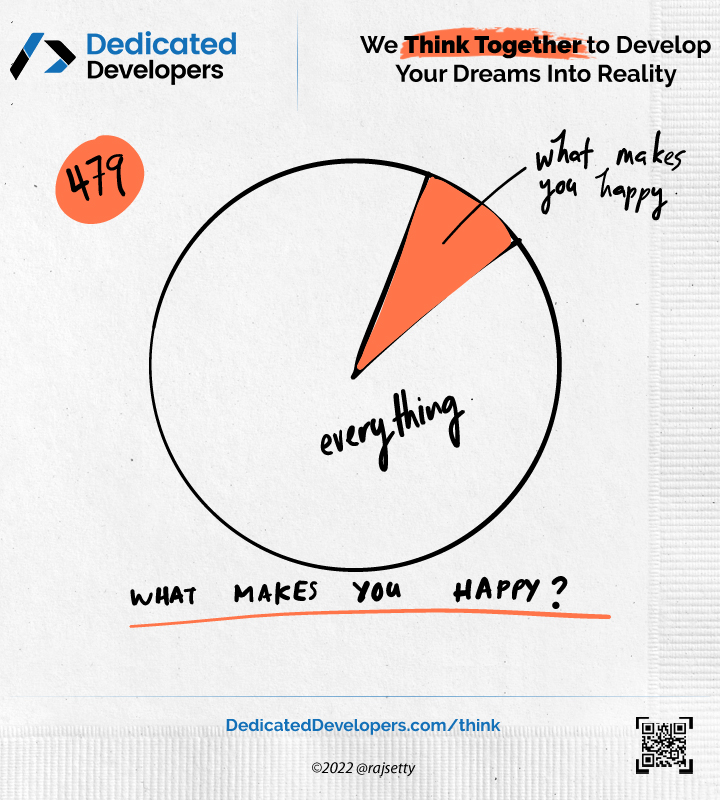 Dedicated
Developers
We Think Together to Develop
Your Dreams Into Reality
479
what makes
you happy.
everything
WHAT MAKES YOU HAPPY?
DedicatedDevelopers.com/think
©2022 @rajsetty